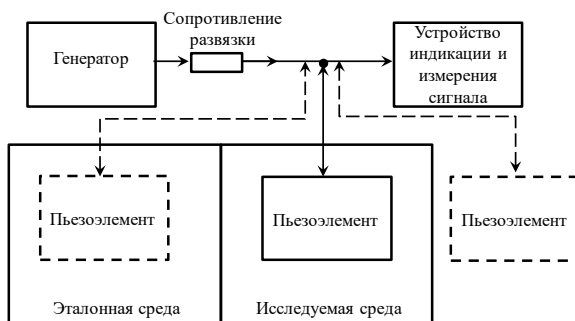 Сопротивление
развязки
Генератор
Устройство
индикации и
измерения
сигнала
Пьезоэлемент
Пьезоэлемент
Пьезоэлемент
Эталонная среда
Исследуемая среда